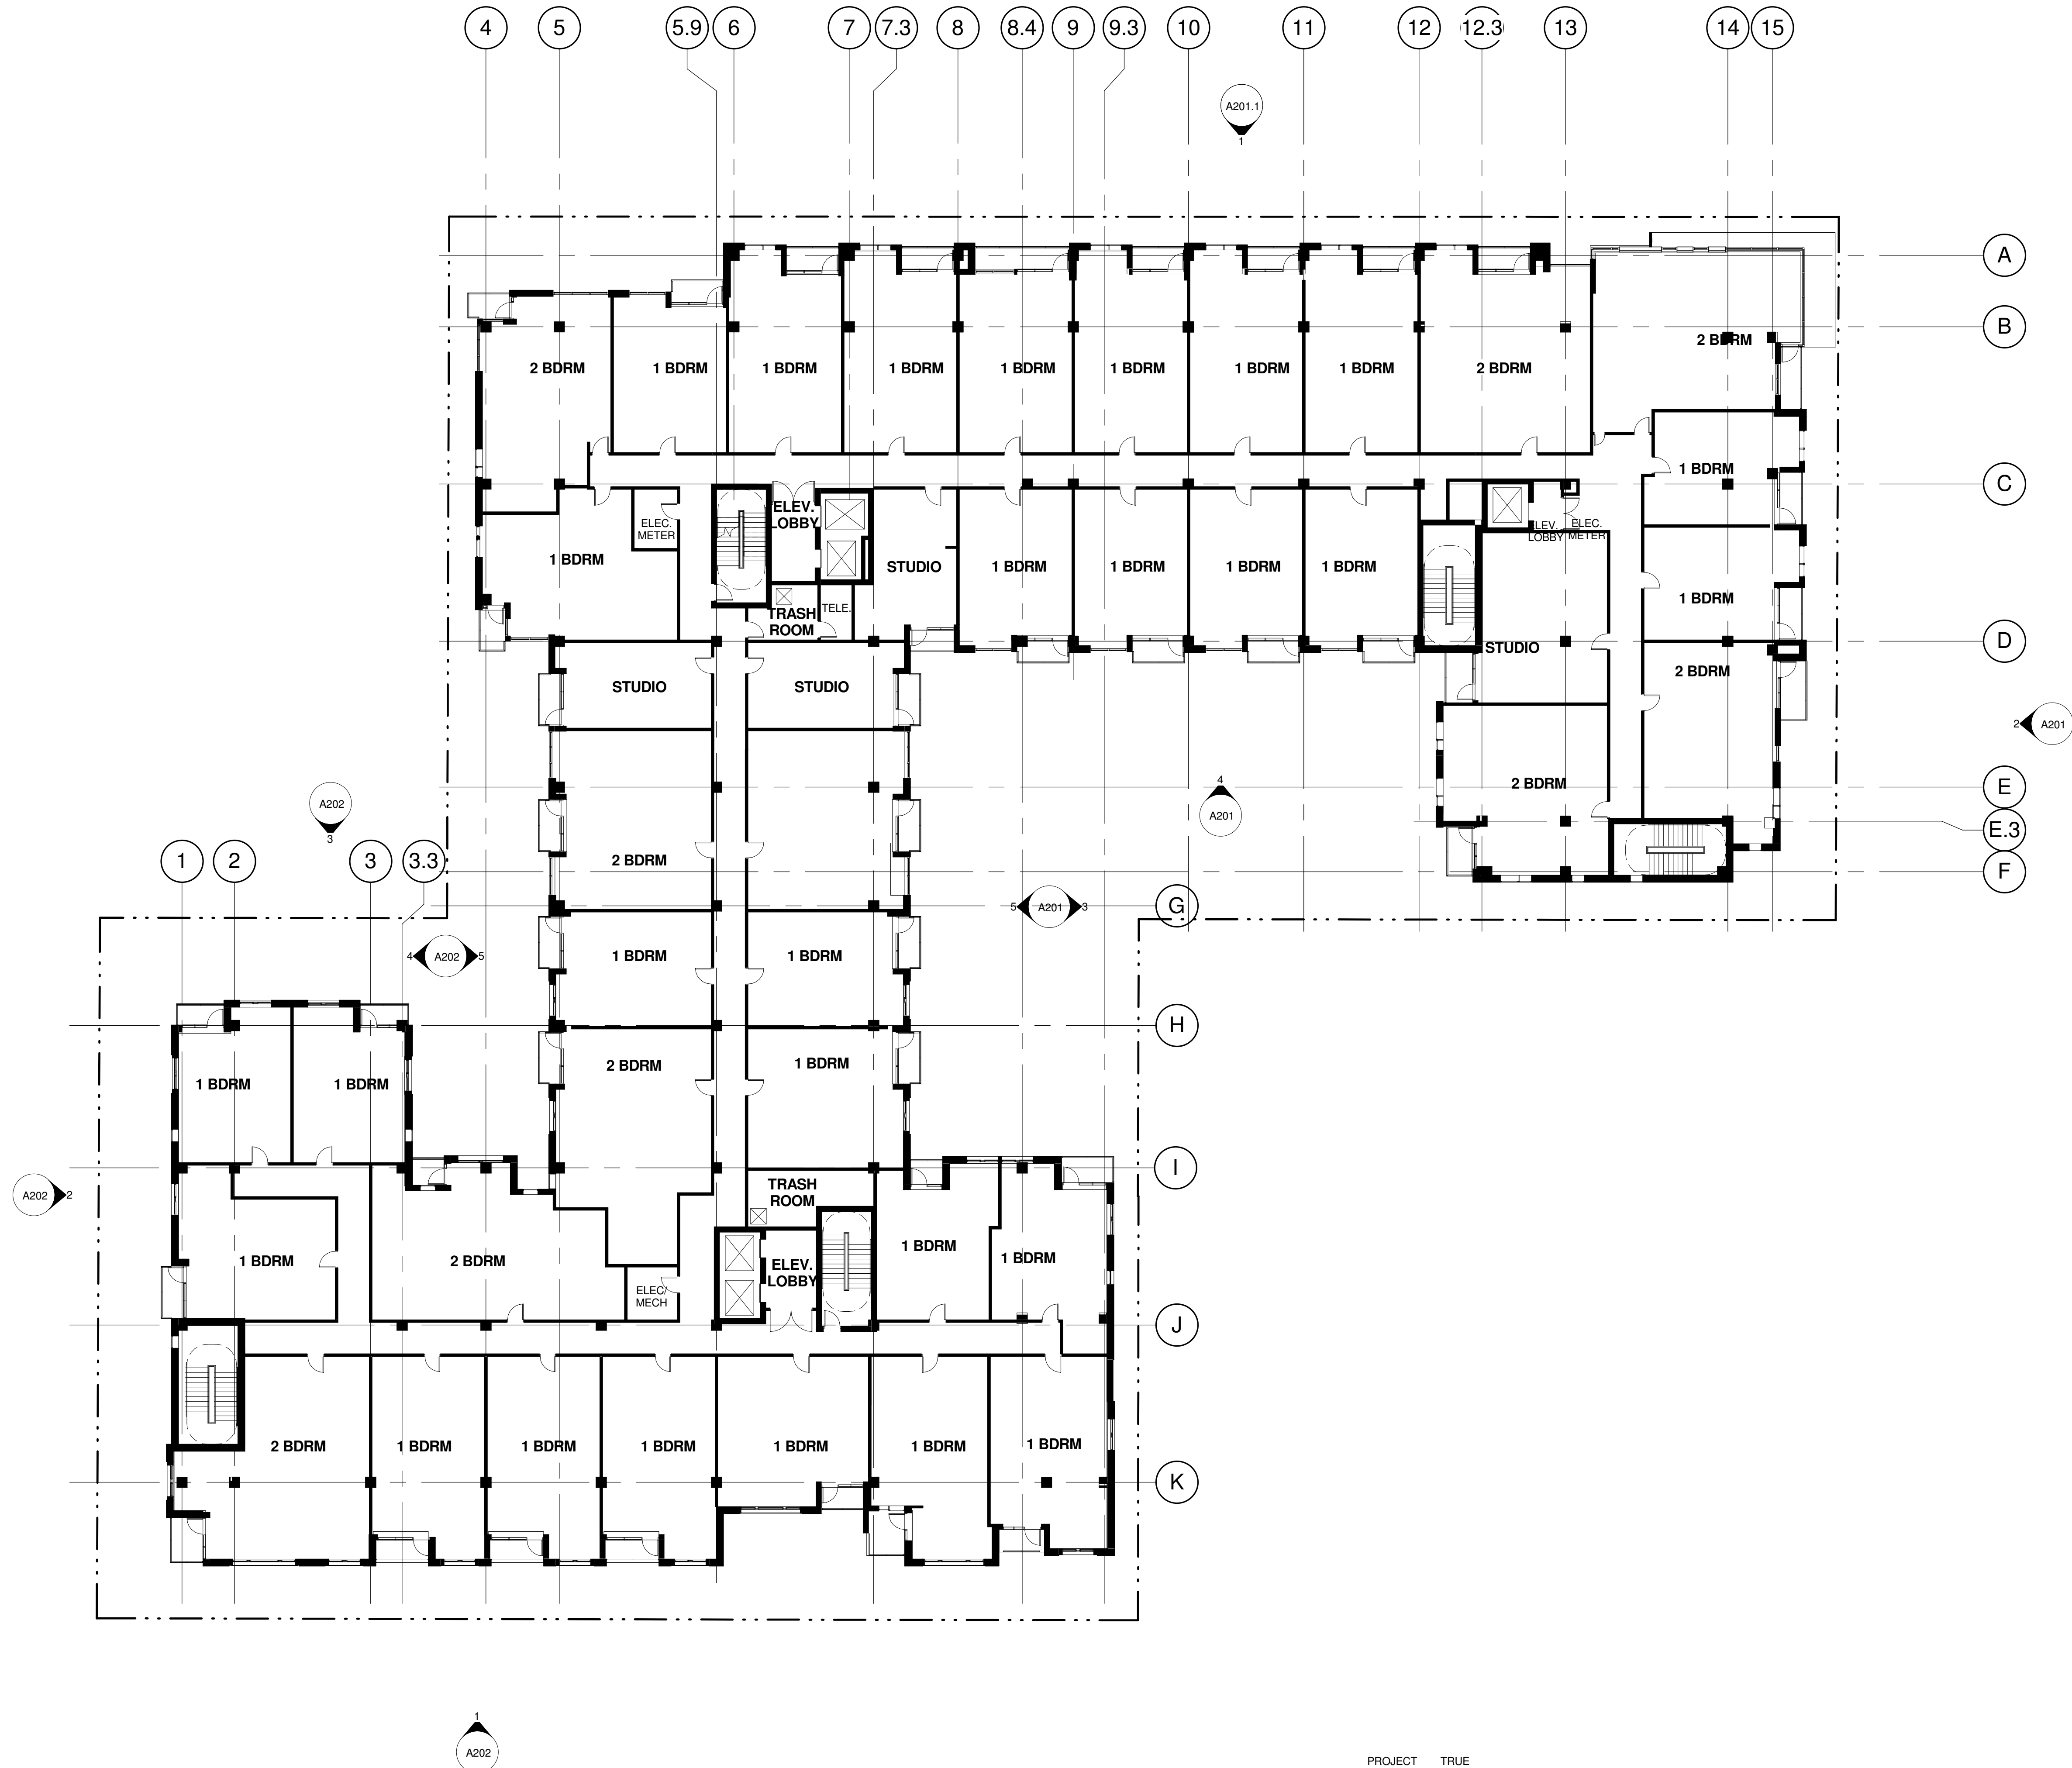 4 5 5.9 6 7 7.3 8 8.4 9 9.3 10 11 12 12.3 13 14 15
A201.1
1
A
B
2 BDRM 1 BDRM 1 BDRM 1 BDRM 1 BDRM 1 BDRM 1 BDRM 1 BDRM 2 BDRM 2 BDRM
1 BDRM
C
ELEV.
LOBBY
ELEC.
METER
ELEV.
LOBBY
ELEC.
METER
1 BDRM STUDIO 1 BDRM 1 BDRM 1 BDRM 1 BDRM 1 BDRM
TRASH
ROOM
TELE.
D
STUDIO 2 BDRM
STUDIO STUDIO
2 A201
2 BDRM
E
4
A201
A202
3
E.3
1 2 3 3.3
2 BDRM
F
G
5 A201 3
4 A202 5
1 BDRM 1 BDRM
H
1 BDRM 1 BDRM 2 BDRM 1 BDRM
I
A202 2
TRASH
ROOM
1 BDRM 2 BDRM
ELEV.
LOBBY
1 BDRM 1 BDRM
ELEC/
MECH
J
2 BDRM 1 BDRM 1 BDRM 1 BDRM 1 BDRM 1 BDRM 1 BDRM
K
1
A202
PROJECT TRUE